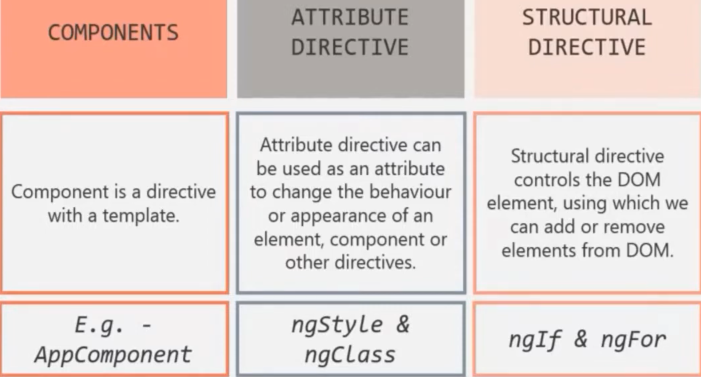 COMPONENTS
ATTRIBUTE
DIRECTIVE
STRUCTURAL
DIRECTIVE
Component is a directive
with a template.
Attribute directive can
be used as an attribute
to change the behaviour
or appearance of an
element, component or
other directives.
Structural directive
controls the DOM
element, using which we
can add or remove
elements from DOM.
E.g. -
AppComponent
ngStyle &
ngClass
ngIf & ngFor